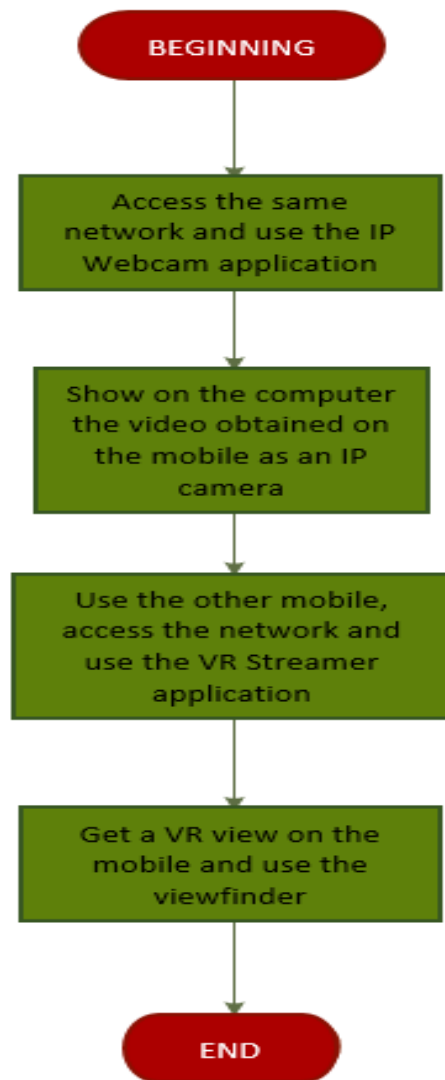 BEGINNING
Access the same
network and use the IP
Webcam application
Show on the computer
the video obtained on
the mobile as an IP
camera
Use the other mobile,
access the network and
use the VR Streamer
application
Get a VR view on the
mobile and use the
viewfinder
END